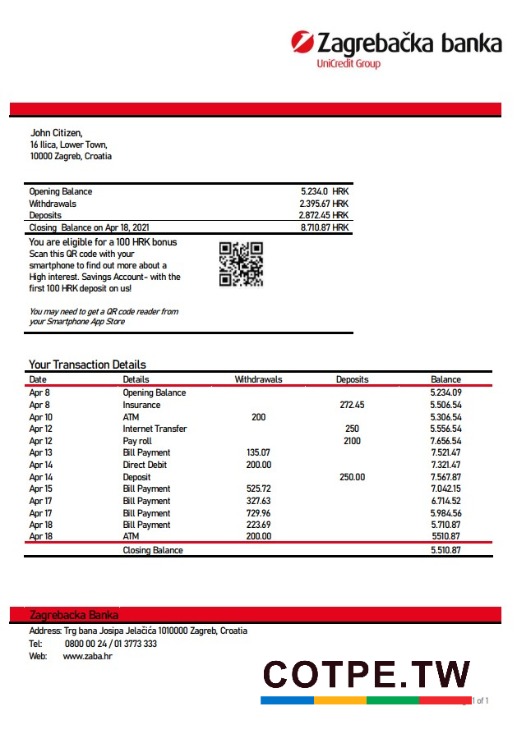 Zagrebačka banka
UniCredit Group
John Citizen,
16 Ilica, Lower Town,
10000 Zagreb, Croatia
Opening Balance 5.234.0 HRK
Withdrawals 2.395.67 HRK
Deposits 2.872.45 HRK
Closing Balance on Apr 18, 2021 8.710.87 HRK
You are eligible for a 100 HRK bonus
Scan this QR code with your
smartphone to find out more about a
High interest. Savings Account- with the
first 100 HRK deposit on us!
You may need to get a QR code reader from
your Smartphone App Store
Your Transaction Details
Date Details Withdrawals Deposits Balance
Apr 8 Opening Balance 5.234.09
Apr 8 Insurance 272.45 5.506.54
Apr 10 ATM 200 5.306.54
Apr 12 Internet Transfer 250 5.556.54
Apr 12 Pay roll 2100 7.656.54
Apr 13 Bill Payment 135.07 7.521.47
Apr 14 Direct Debit 200.00 7.321.47
Apr 14 Deposit 250.00 7.567.87
Apr 15 Bill Payment 525.72 7.042.15
Apr 17 Bill Payment 327.63 6.714.52
Apr 17 Bill Payment 729.96 5.984.56
Apr 18 Bill Payment 223.69 5.710.87
Apr 18 ATM 200.00 5510.87
Closing Balance 5.510.87
Zagrebacka Banka
Address: Trg bana Josipa Jelačića 1010000 Zagreb, Croatia
Tel: 0800 00 24 / 01 3773 333
Web: www.zaba.hr
COTPE.TW
1 of 1